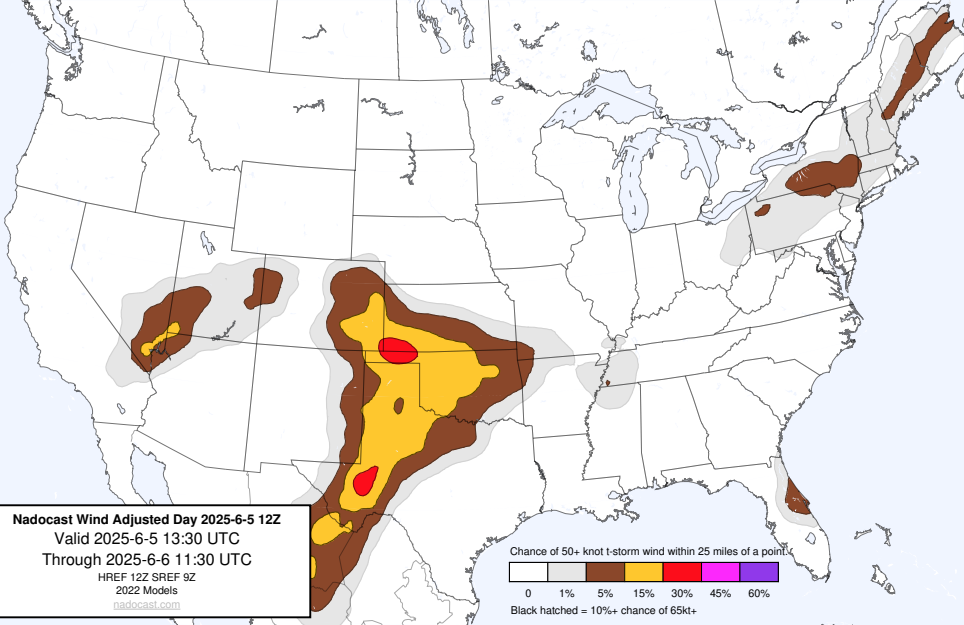 Nadocast Wind Adjusted Day 2025-6-5 12Z
Valid 2025-6-5 13:30 UTC
Through 2025-6-6 11:30 UTC
HREF 12Z SREF 9Z
2022 Models
nadocast.com
Chance of 50+ knot t-storm wind within 25 miles of a point.
0 1% 5% 15% 30% 45% 60%
Black hatched = 10%+ chance of 65kt+